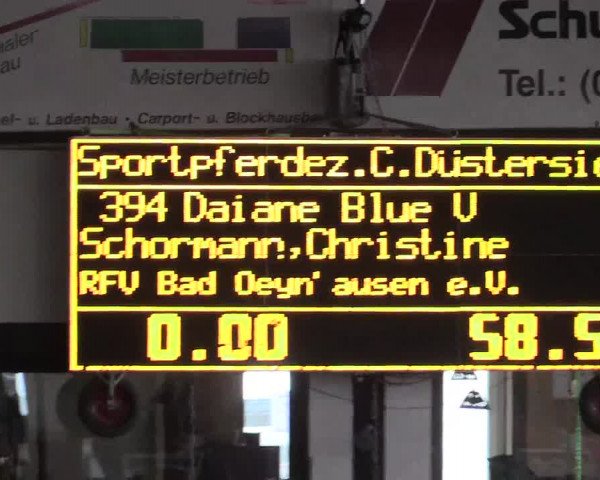 Schu
Tel.: (0
Meisterbetrieb
u. Ladenbau • Carport- u. Blockhausbau
Sportpferdez.C.Düstersie
394 Daiane Blue V
Schormann,Christine
RFV Bad Oeyn'ausen e.V.
0.00 58.5